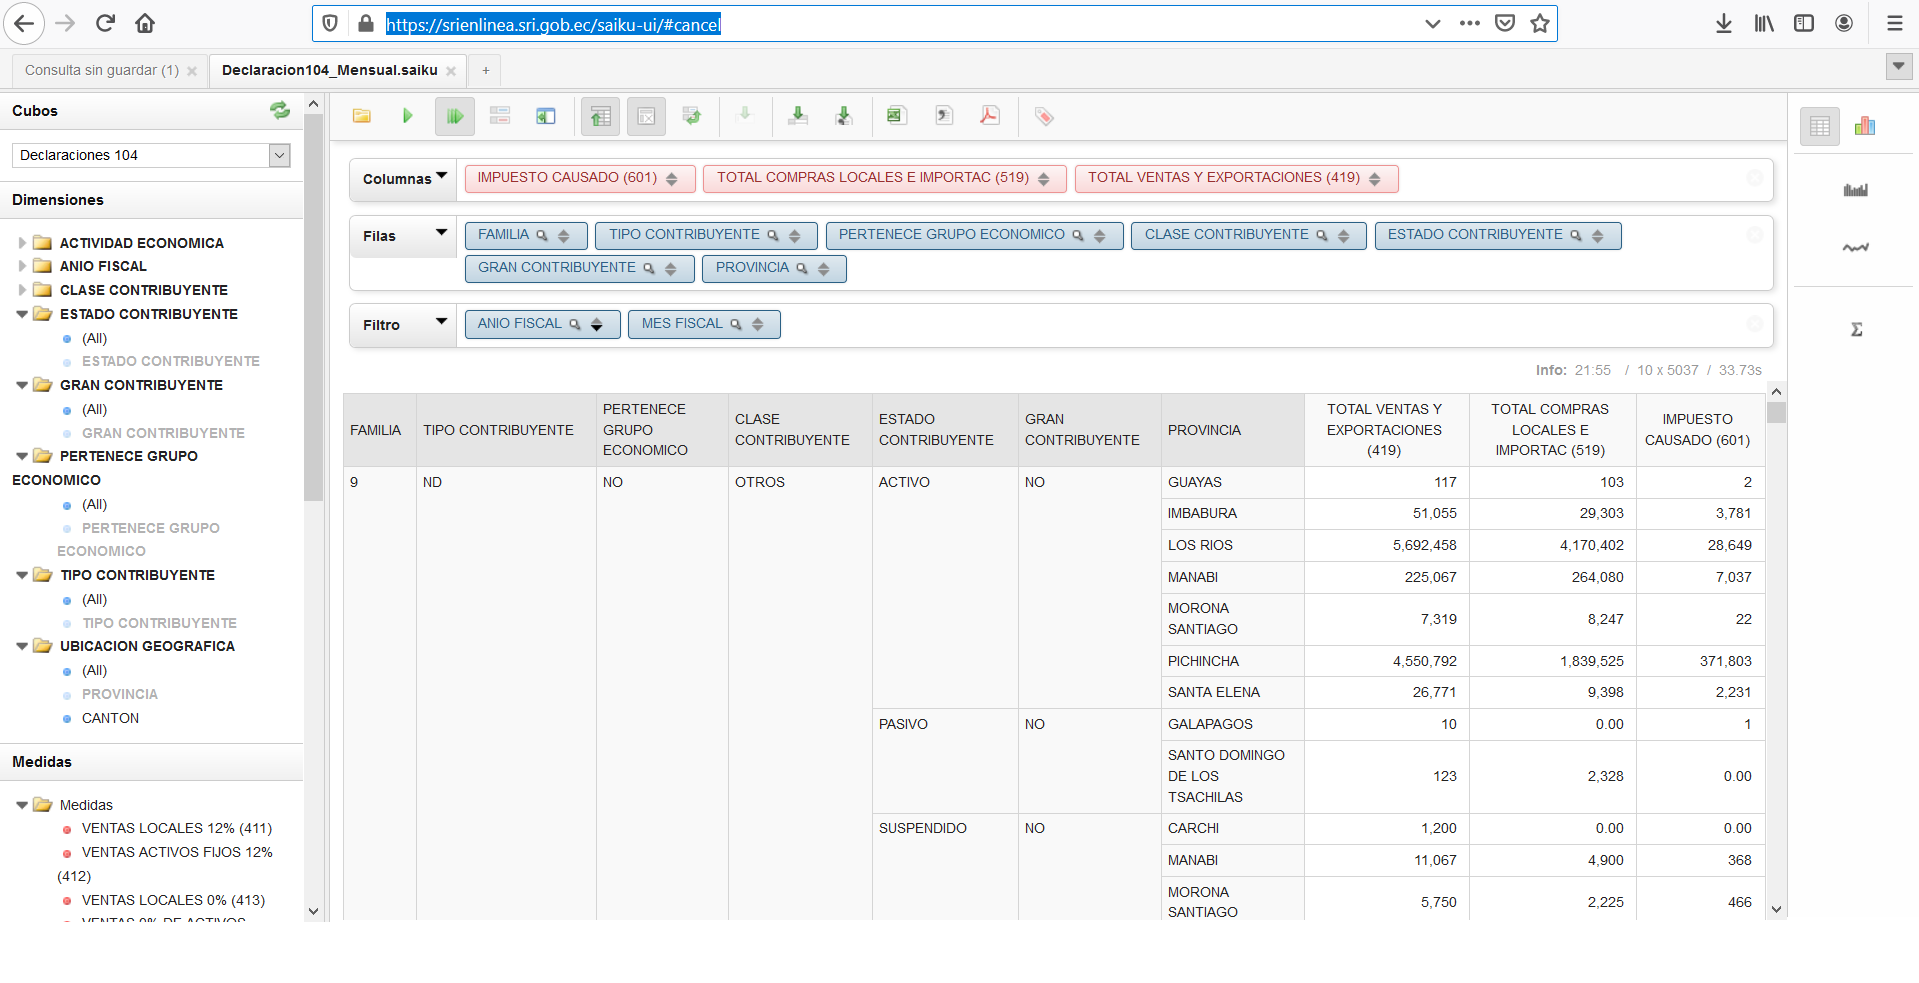 https://srienlinea.sri.gob.ec/saiku-ui/#cancel
Consulta sin guardar (1)
Declaracion104_Mensual.saiku
+
Cubos
Declaraciones 104
Dimensiones
ACTIVIDAD ECONOMICA
ANIO FISCAL
CLASE CONTRIBUYENTE
ESTADO CONTRIBUYENTE
(All)
ESTADO CONTRIBUYENTE
GRAN CONTRIBUYENTE
(All)
GRAN CONTRIBUYENTE
PERTENECE GRUPO
ECONOMICO
(All)
PERTENECE GRUPO
ECONOMICO
TIPO CONTRIBUYENTE
(All)
TIPO CONTRIBUYENTE
UBICACION GEOGRAFICA
(All)
PROVINCIA
CANTON
Medidas
Medidas
VENTAS LOCALES 12% (411)
VENTAS ACTIVOS FIJOS 12%
(412)
VENTAS LOCALES 0% (413)
VENTAS 0% DE ACTIVOS
Columnas IMPUESTO CAUSADO (601) TOTAL COMPRAS LOCALES E IMPORTAC (519) TOTAL VENTAS Y EXPORTACIONES (419)
Filas FAMILIA TIPO CONTRIBUYENTE PERTENECE GRUPO ECONOMICO CLASE CONTRIBUYENTE ESTADO CONTRIBUYENTE
GRAN CONTRIBUYENTE PROVINCIA
Filtro ANIO FISCAL MES FISCAL
Info: 21:55 / 10 x 5037 / 33.73s
FAMILIA
TIPO CONTRIBUYENTE
PERTENECE
GRUPO
ECONOMICO
CLASE
CONTRIBUYENTE
ESTADO
CONTRIBUYENTE
GRAN
CONTRIBUYENTE
PROVINCIA
TOTAL VENTAS Y
EXPORTACIONES
(419)
TOTAL COMPRAS
LOCALES E
IMPORTAC (519)
IMPUESTO
CAUSADO (601)
9 ND NO OTROS ACTIVO NO GUAYAS 117 103 2
IMBABURA 51,055 29,303 3,781
LOS RIOS 5,692,458 4,170,402 28,649
MANABI 225,067 264,080 7,037
MORONA
SANTIAGO 7,319 8,247 22
PICHINCHA 4,550,792 1,839,525 371,803
SANTA ELENA 26,771 9,398 2,231
PASIVO NO GALAPAGOS 10 0.00 1
SANTO DOMINGO
DE LOS 123 2,328 0.00
TSACHILAS
SUSPENDIDO NO CARCHI 1,200 0.00 0.00
MANABI 11,067 4,900 368
MORONA
SANTIAGO 5,750 2,225 466
Σ